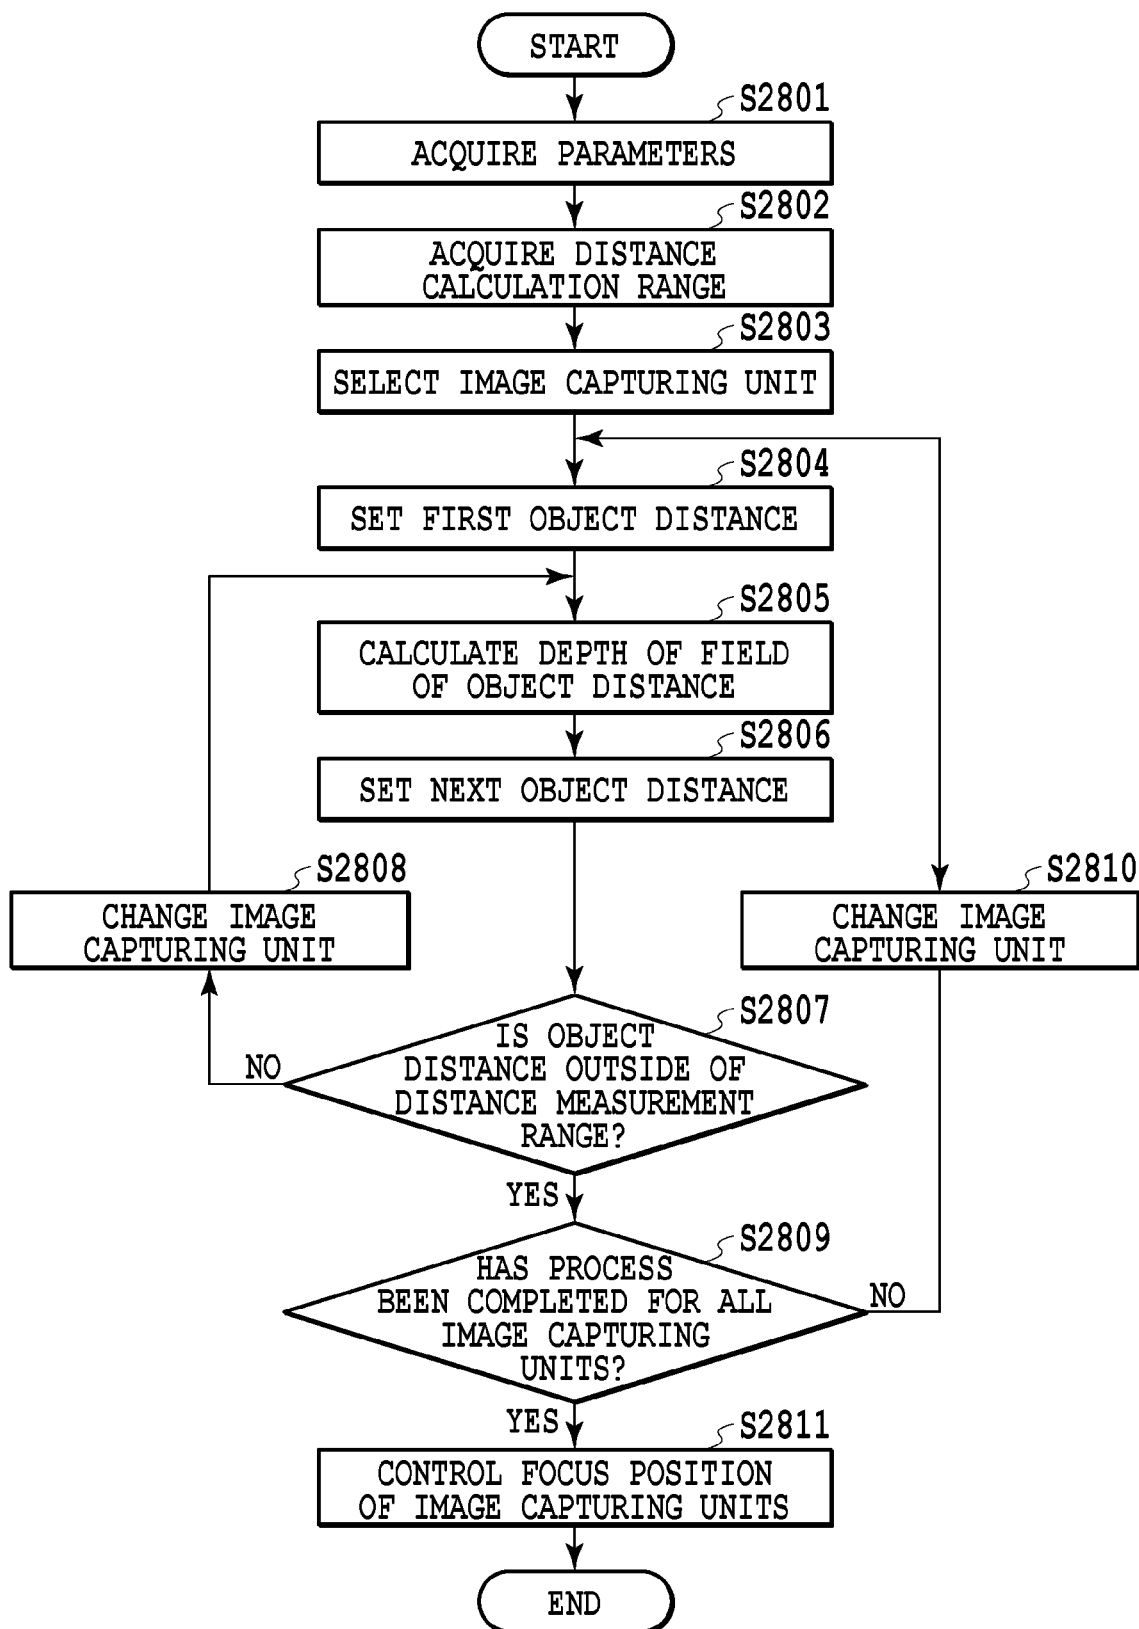 START
S2801
ACQUIRE PARAMETERS
S2802
ACQUIRE DISTANCE
CALCULATION RANGE
S2803
SELECT IMAGE CAPTURING UNIT
S2804
SET FIRST OBJECT DISTANCE
S2805
CALCULATE DEPTH OF FIELD
OF OBJECT DISTANCE
S2806
SET NEXT OBJECT DISTANCE
S2808
CHANGE IMAGE
CAPTURING UNIT
S2810
CHANGE IMAGE
CAPTURING UNIT
S2807
IS OBJECT
DISTANCE OUTSIDE OF
DISTANCE MEASUREMENT
RANGE?
NO
YES
S2809
HAS PROCESS
BEEN COMPLETED FOR ALL
IMAGE CAPTURING
UNITS?
NO
YES
S2811
CONTROL FOCUS POSITION
OF IMAGE CAPTURING UNITS
END